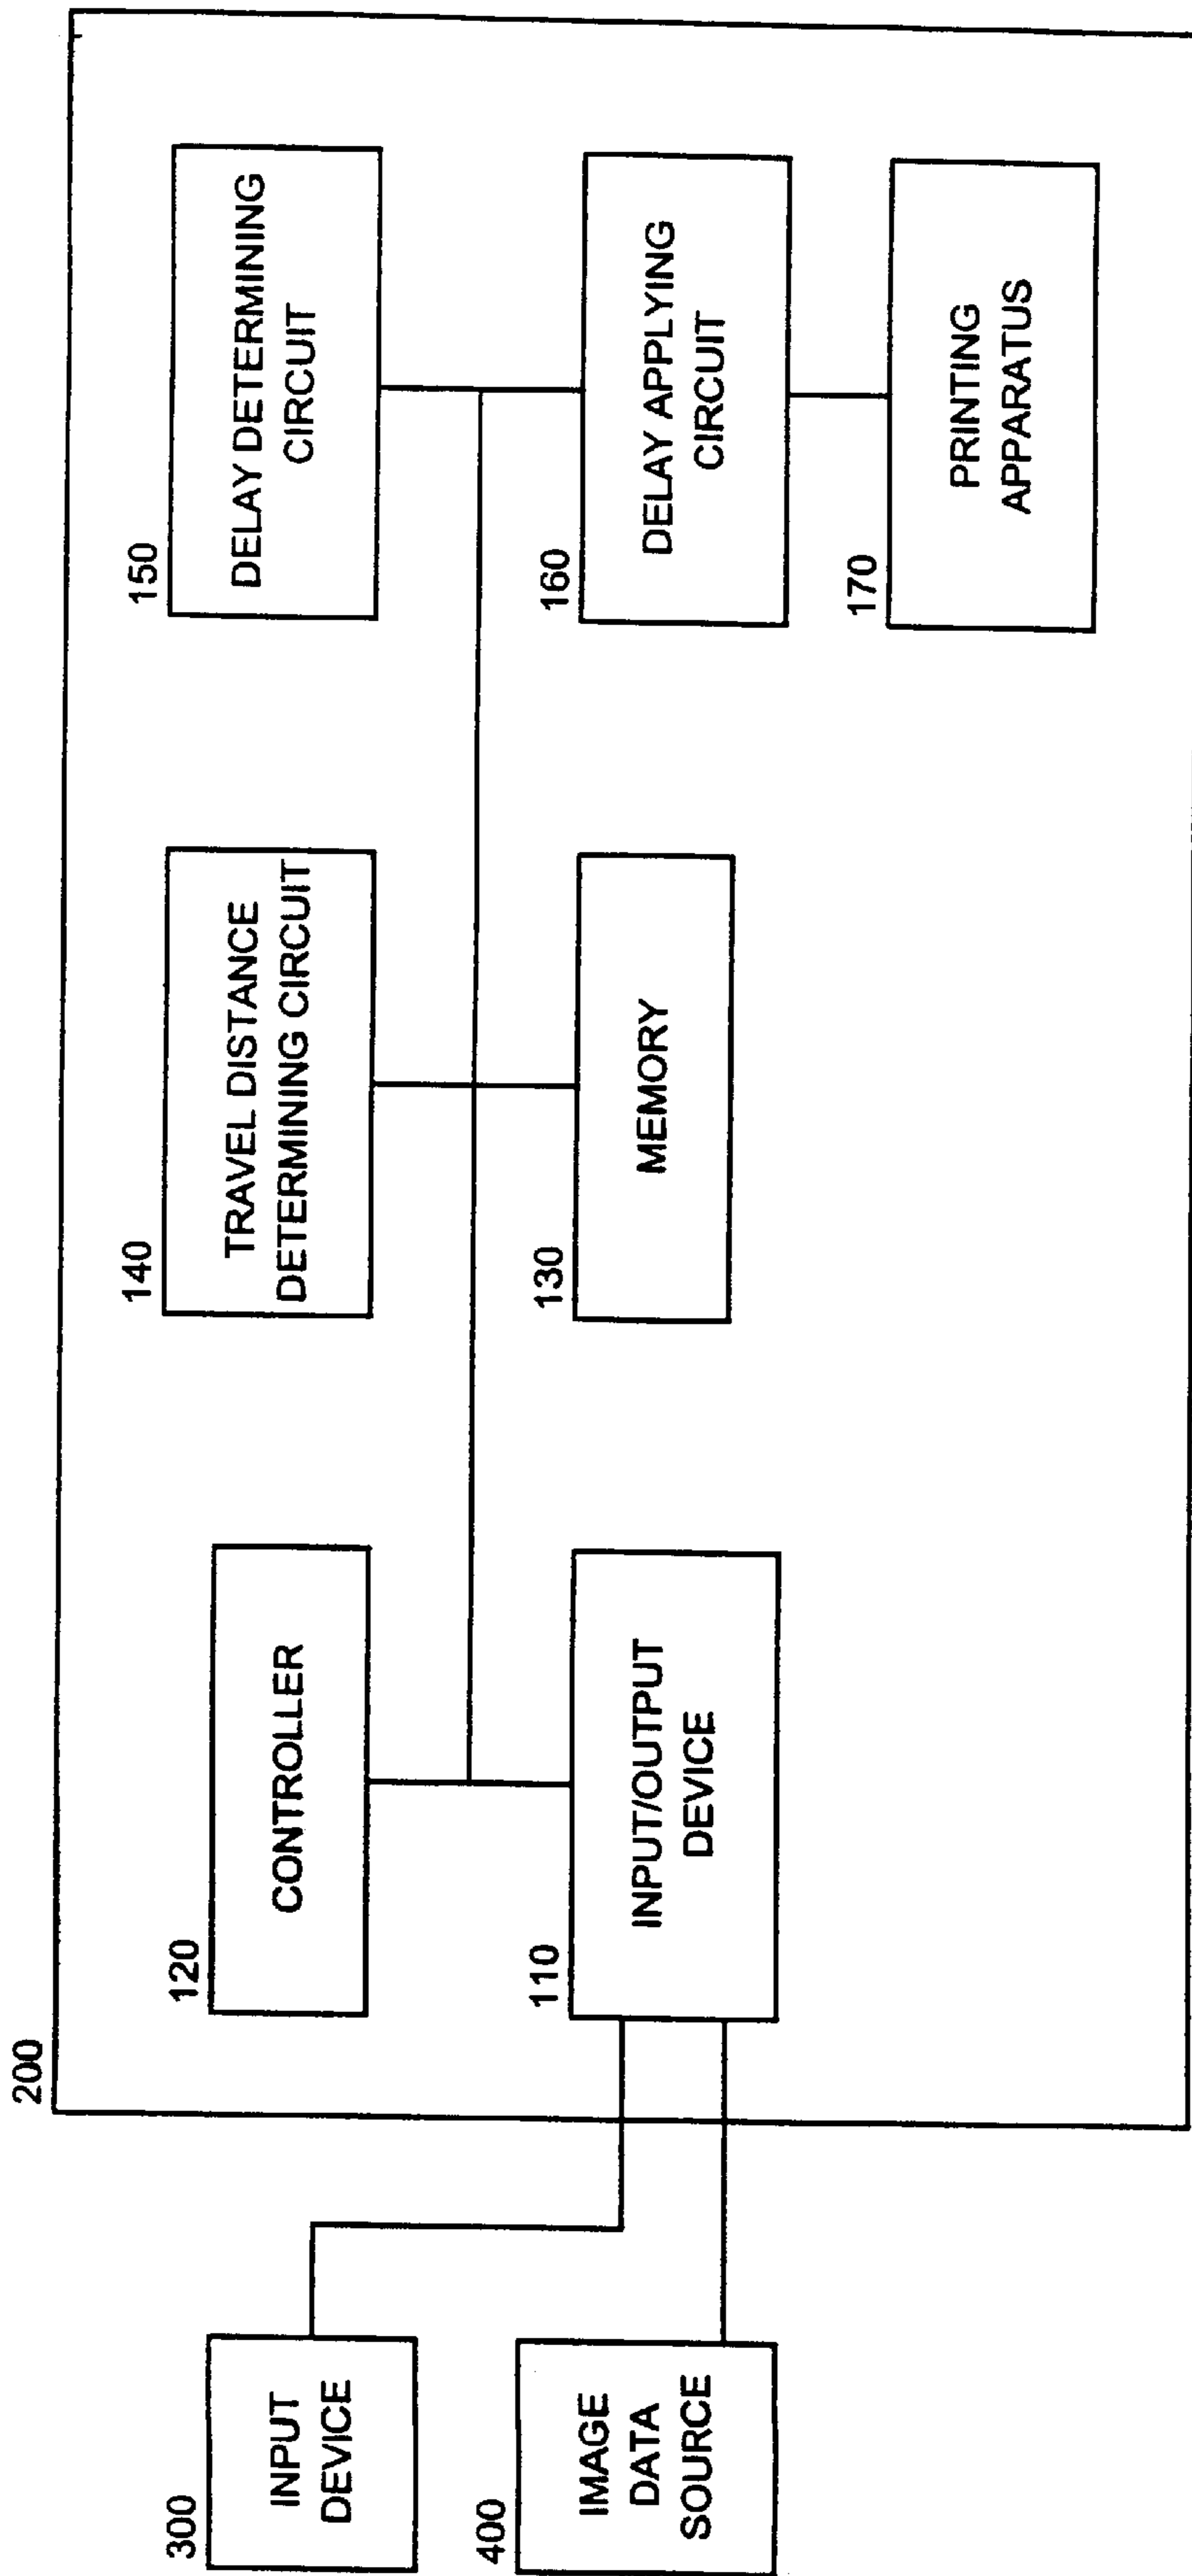 200
300
INPUT
DEVICE
400
IMAGE
DATA
SOURCE
120
CONTROLLER
110
INPUT/OUTPUT
DEVICE
140
TRAVEL DISTANCE
DETERMINING CIRCUIT
130
MEMORY
150
DELAY DETERMINING
CIRCUIT
160
DELAY APPLYING
CIRCUIT
170
PRINTING
APPARATUS